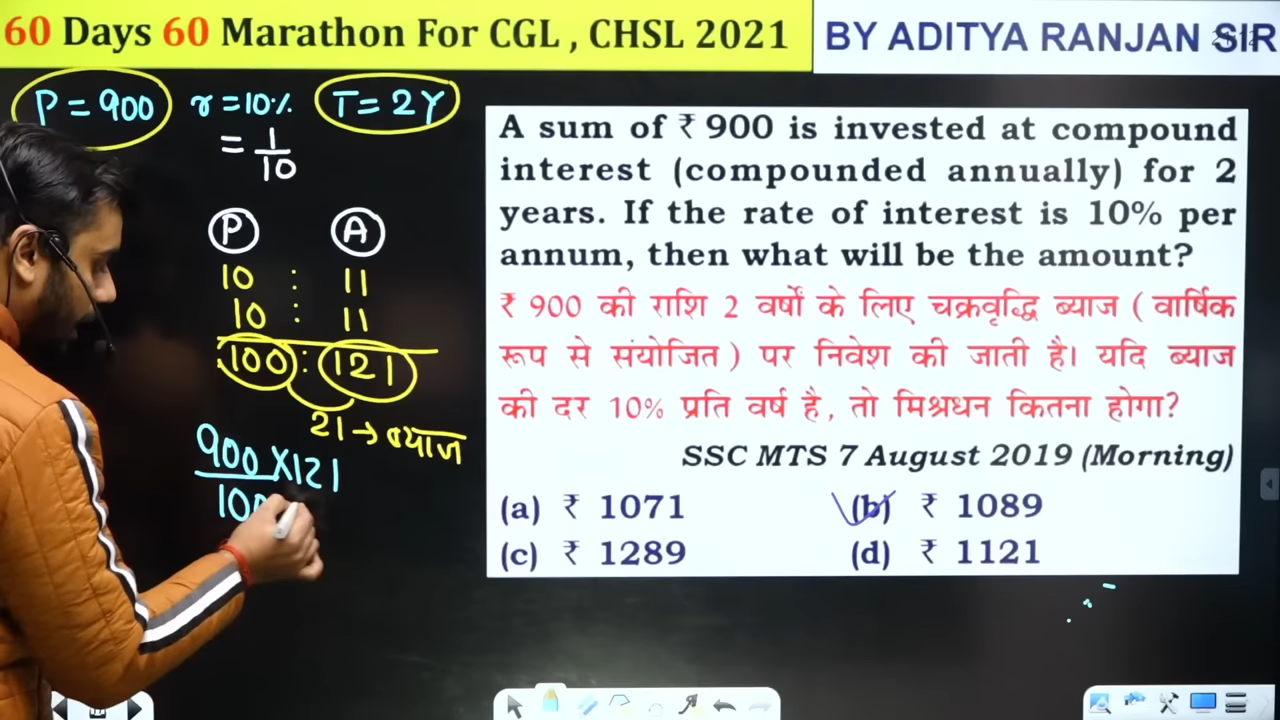 60 Days 60 Marathon For CGL , CHSL 2021
BY ADITYA RANJAN SIR
P = 900 r = 10% T = 2Y
= 1/10
P A
10 : 11
10 : 11
100 : 121
21 → ब्याज
900 × 121
100
A sum of ₹ 900 is invested at compound
interest (compounded annually) for 2
years. If the rate of interest is 10% per
annum, then what will be the amount?
₹ 900 की राशि 2 वर्षों के लिए चक्रवृद्धि ब्याज ( वार्षिक
रूप से संयोजित ) पर निवेश की जाती है। यदि ब्याज
की दर 10% प्रति वर्ष है, तो मिश्रधन कितना होगा?
SSC MTS 7 August 2019 (Morning)
(a) ₹ 1071 (b) ₹ 1089
(c) ₹ 1289 (d) ₹ 1121